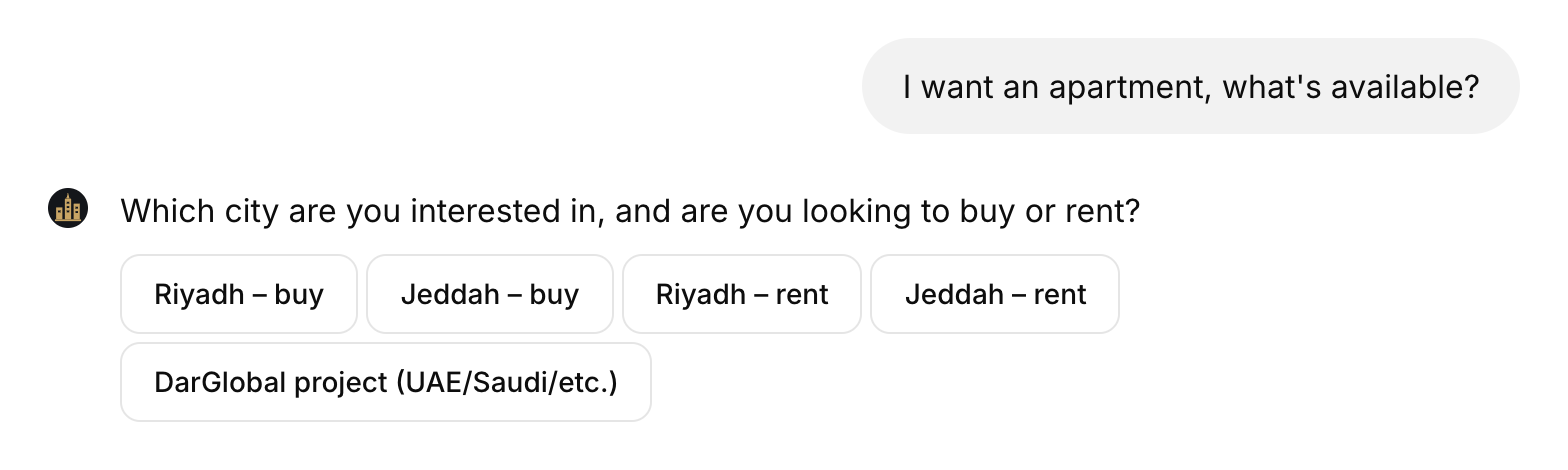 I want an apartment, what's available?
Which city are you interested in, and are you looking to buy or rent?
Riyadh – buy
Jeddah – buy
Riyadh – rent
Jeddah – rent
DarGlobal project (UAE/Saudi/etc.)